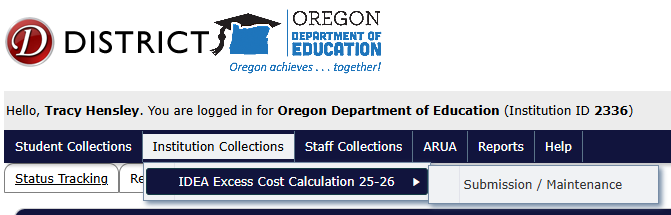 D DISTRICT
OREGON
DEPARTMENT
OF EDUCATION
Oregon achieves . . . together!
Hello, Tracy Hensley. You are logged in for Oregon Department of Education (Institution ID 2336)
Student Collections Institution Collections Staff Collections ARUA Reports Help
Status Tracking Re
IDEA Excess Cost Calculation 25-26
Submission / Maintenance